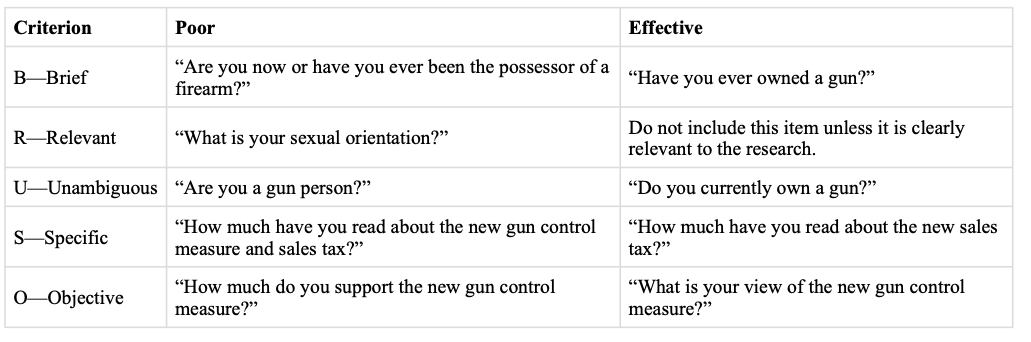 Criterion Poor Effective
B—Brief “Are you now or have you ever been the possessor of a firearm?” “Have you ever owned a gun?”
R—Relevant “What is your sexual orientation?” Do not include this item unless it is clearly relevant to the research.
U—Unambiguous “Are you a gun person?” “Do you currently own a gun?”
S—Specific “How much have you read about the new gun control measure and sales tax?” “How much have you read about the new sales tax?”
O—Objective “How much do you support the new gun control measure?” “What is your view of the new gun control measure?”